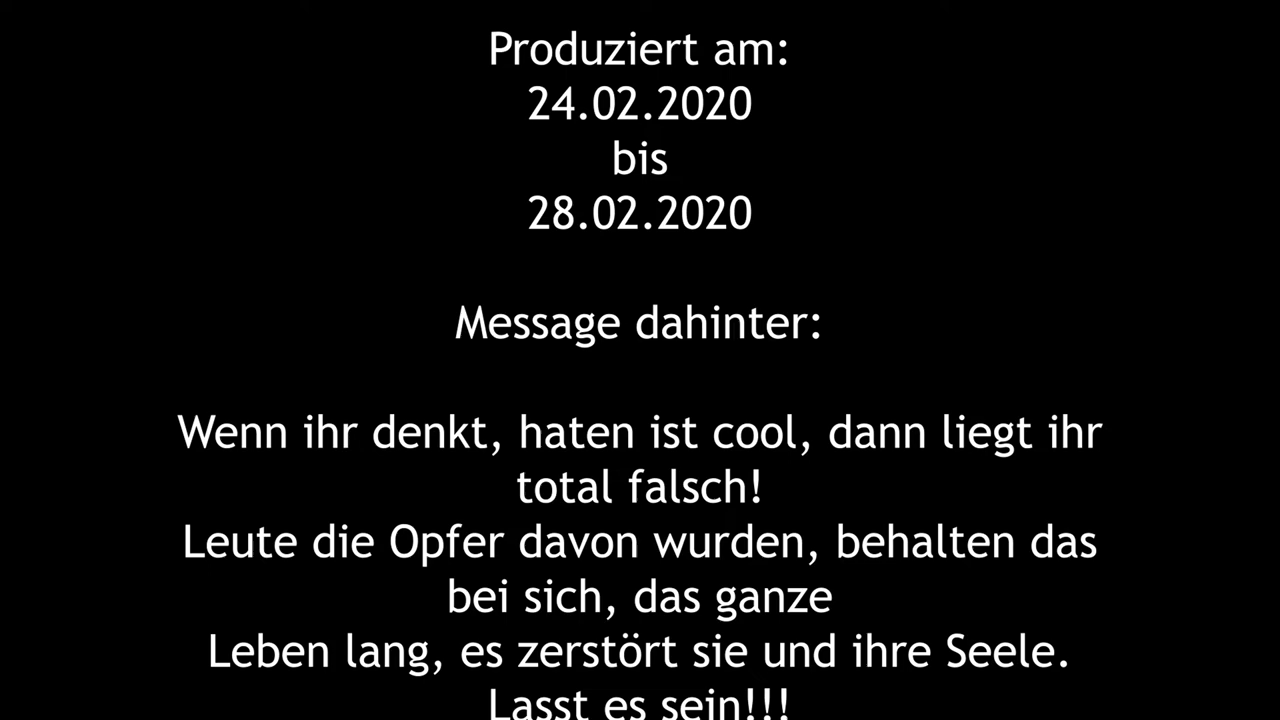 Produziert am:
24.02.2020
bis
28.02.2020
Message dahinter:
Wenn ihr denkt, haten ist cool, dann liegt ihr
total falsch!
Leute die Opfer davon wurden, behalten das
bei sich, das ganze
Leben lang, es zerstört sie und ihre Seele.
Lasst es sein!!!